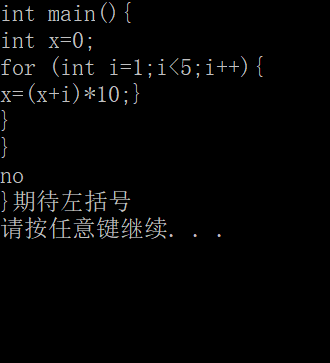 int main(){
int x=0;
for (int i=1;i<5;i++){
x=(x+i)*10;}
}
}
no
}期待左括号
请按任意键继续. . .